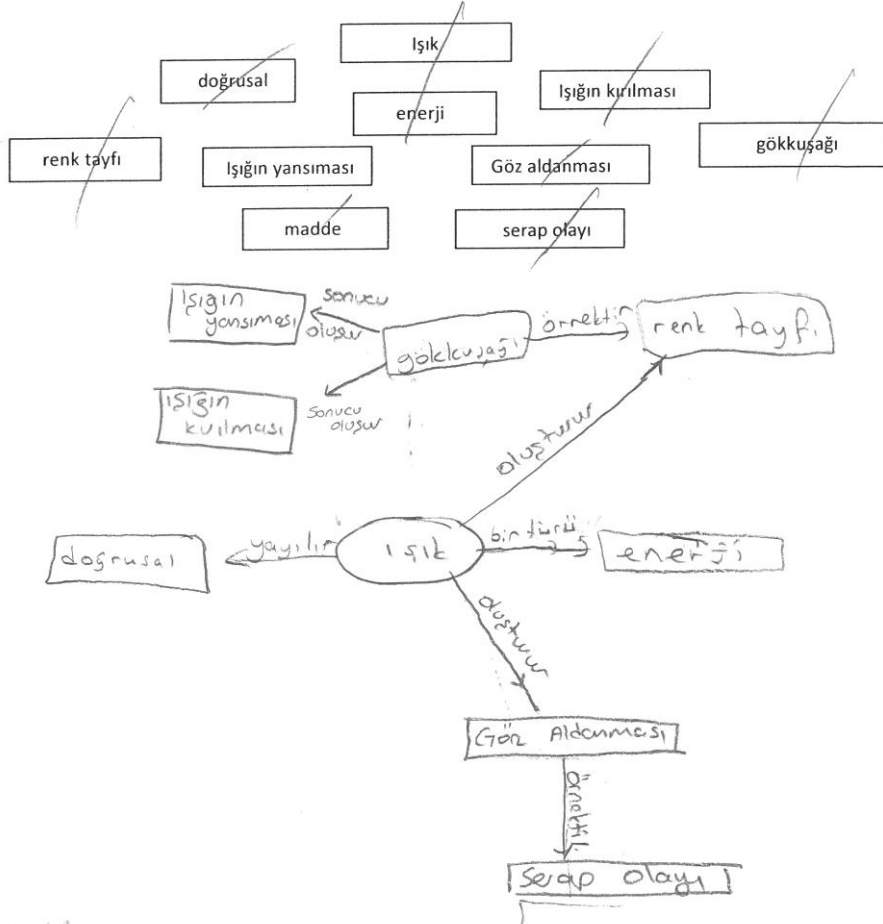 Işık
doğrusal
Işığın kırılması
enerji
gökkuşağı
renk tayfı
Işığın yansıması
Göz aldanması
madde
serap olayı
Işığın
yansıması
sonucu
oluşur
gökkuşağı
örnektir
renk tayfı
ışığın
kırılması
sonucu
oluşur
oluşturur
doğrusal
yayılır
ışık
bir türü
enerji
oluşturur
Göz Aldanması
örnektir
Serap olayı